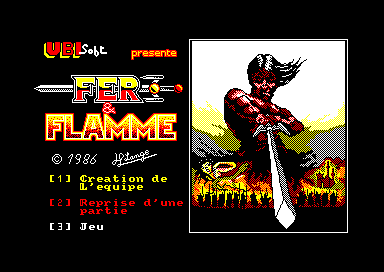 UBI Soft presente
FER
&
FLAMME
© 1986
[1] Creation de
L'equipe
[2] Reprise d'une
partie
[3] Jeu